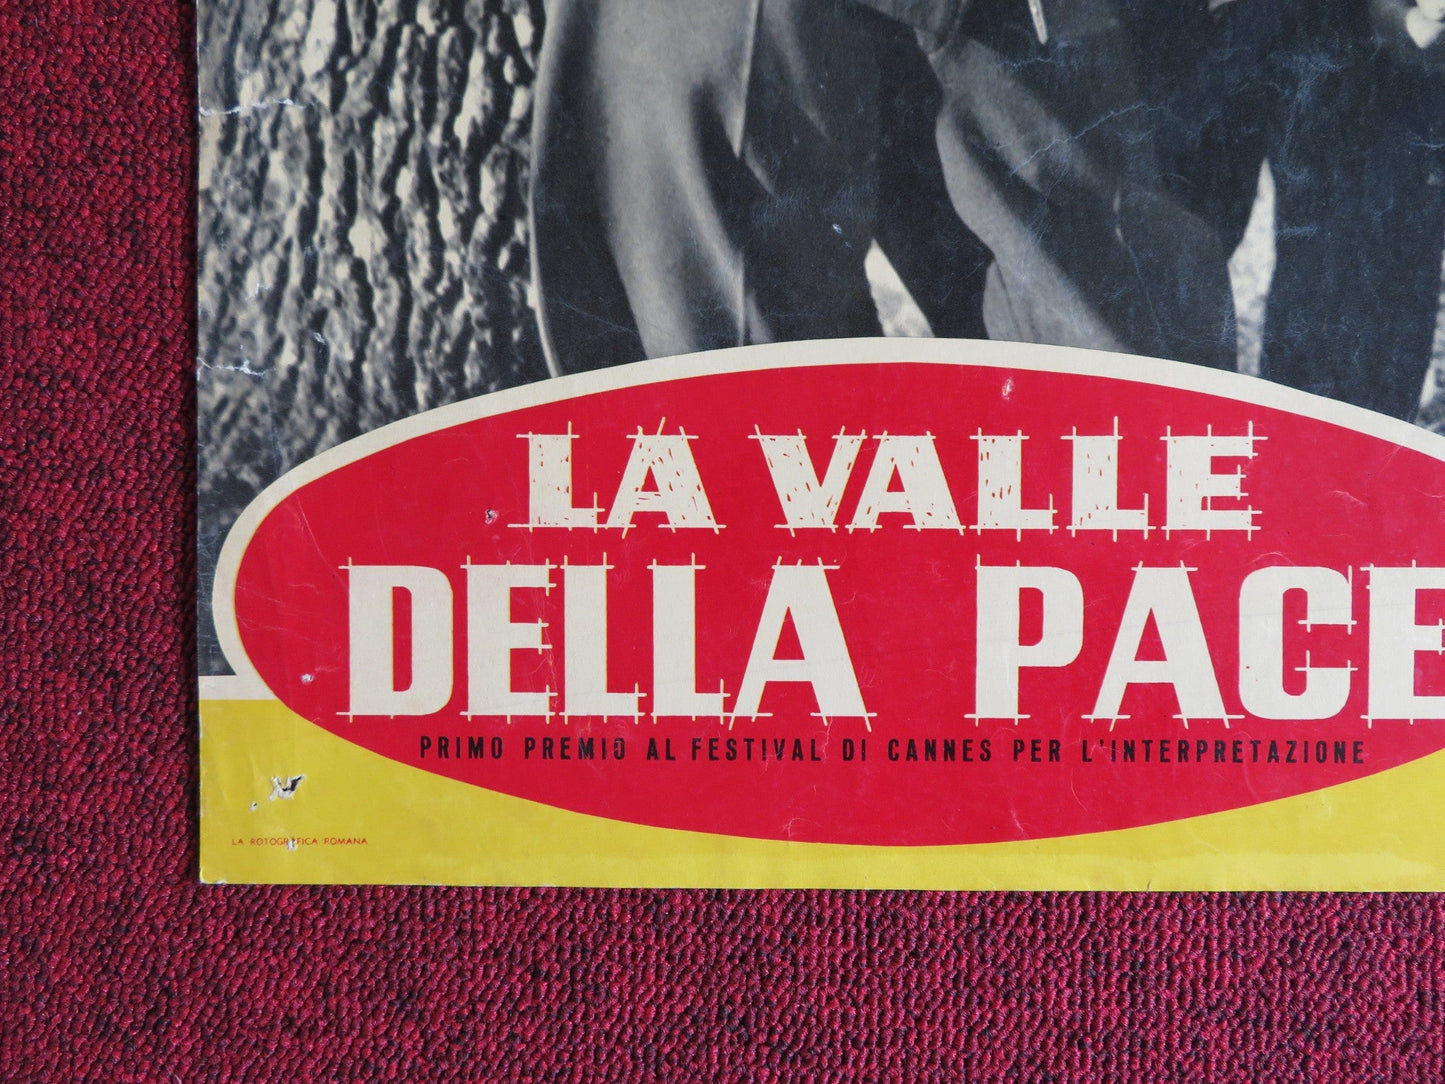 LA VALLE
DELLA PACE
PRIMO PREMIO AL FESTIVAL DI CANNES PER L'INTERPRETAZIONE
LA ROTOGRAFICA ROMANA